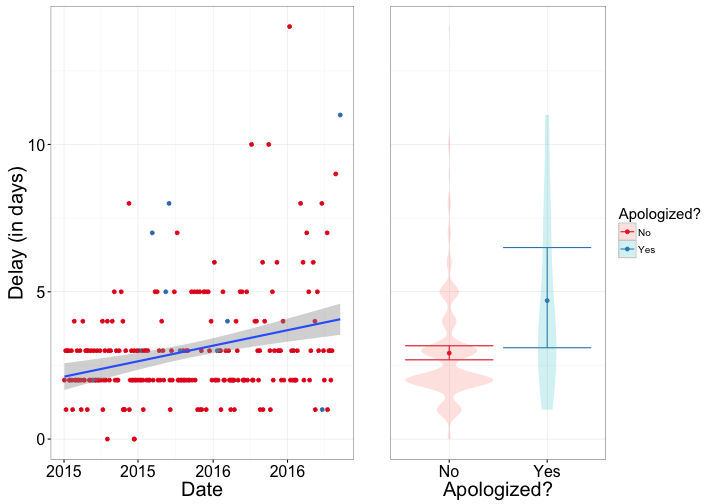 Delay (in days)
10
5
0
2015 2015 2016 2016
Date
No Yes
Apologized?
Apologized?
No
Yes